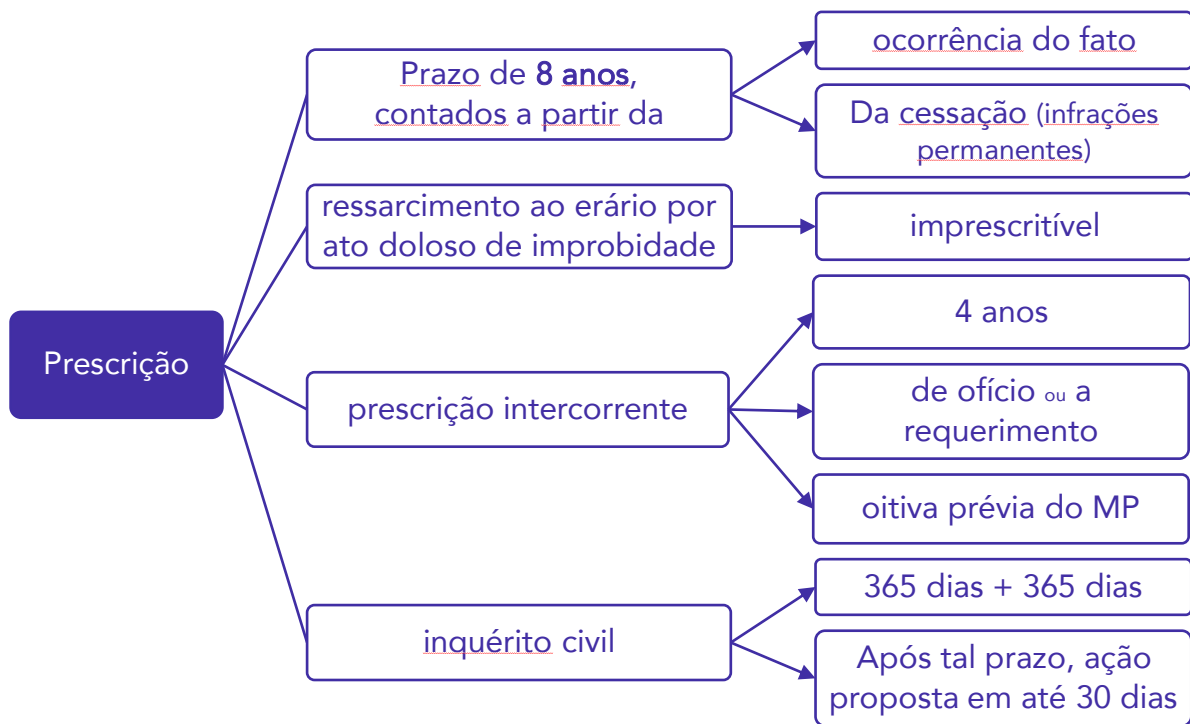 Prescrição
Prazo de 8 anos,
contados a partir da
ocorrência do fato
Da cessação (infrações
permanentes)
ressarcimento ao erário por
ato doloso de improbidade
imprescritível
prescrição intercorrente
4 anos
de ofício ou a
requerimento
oitiva prévia do MP
inquérito civil
365 dias + 365 dias
Após tal prazo, ação
proposta em até 30 dias